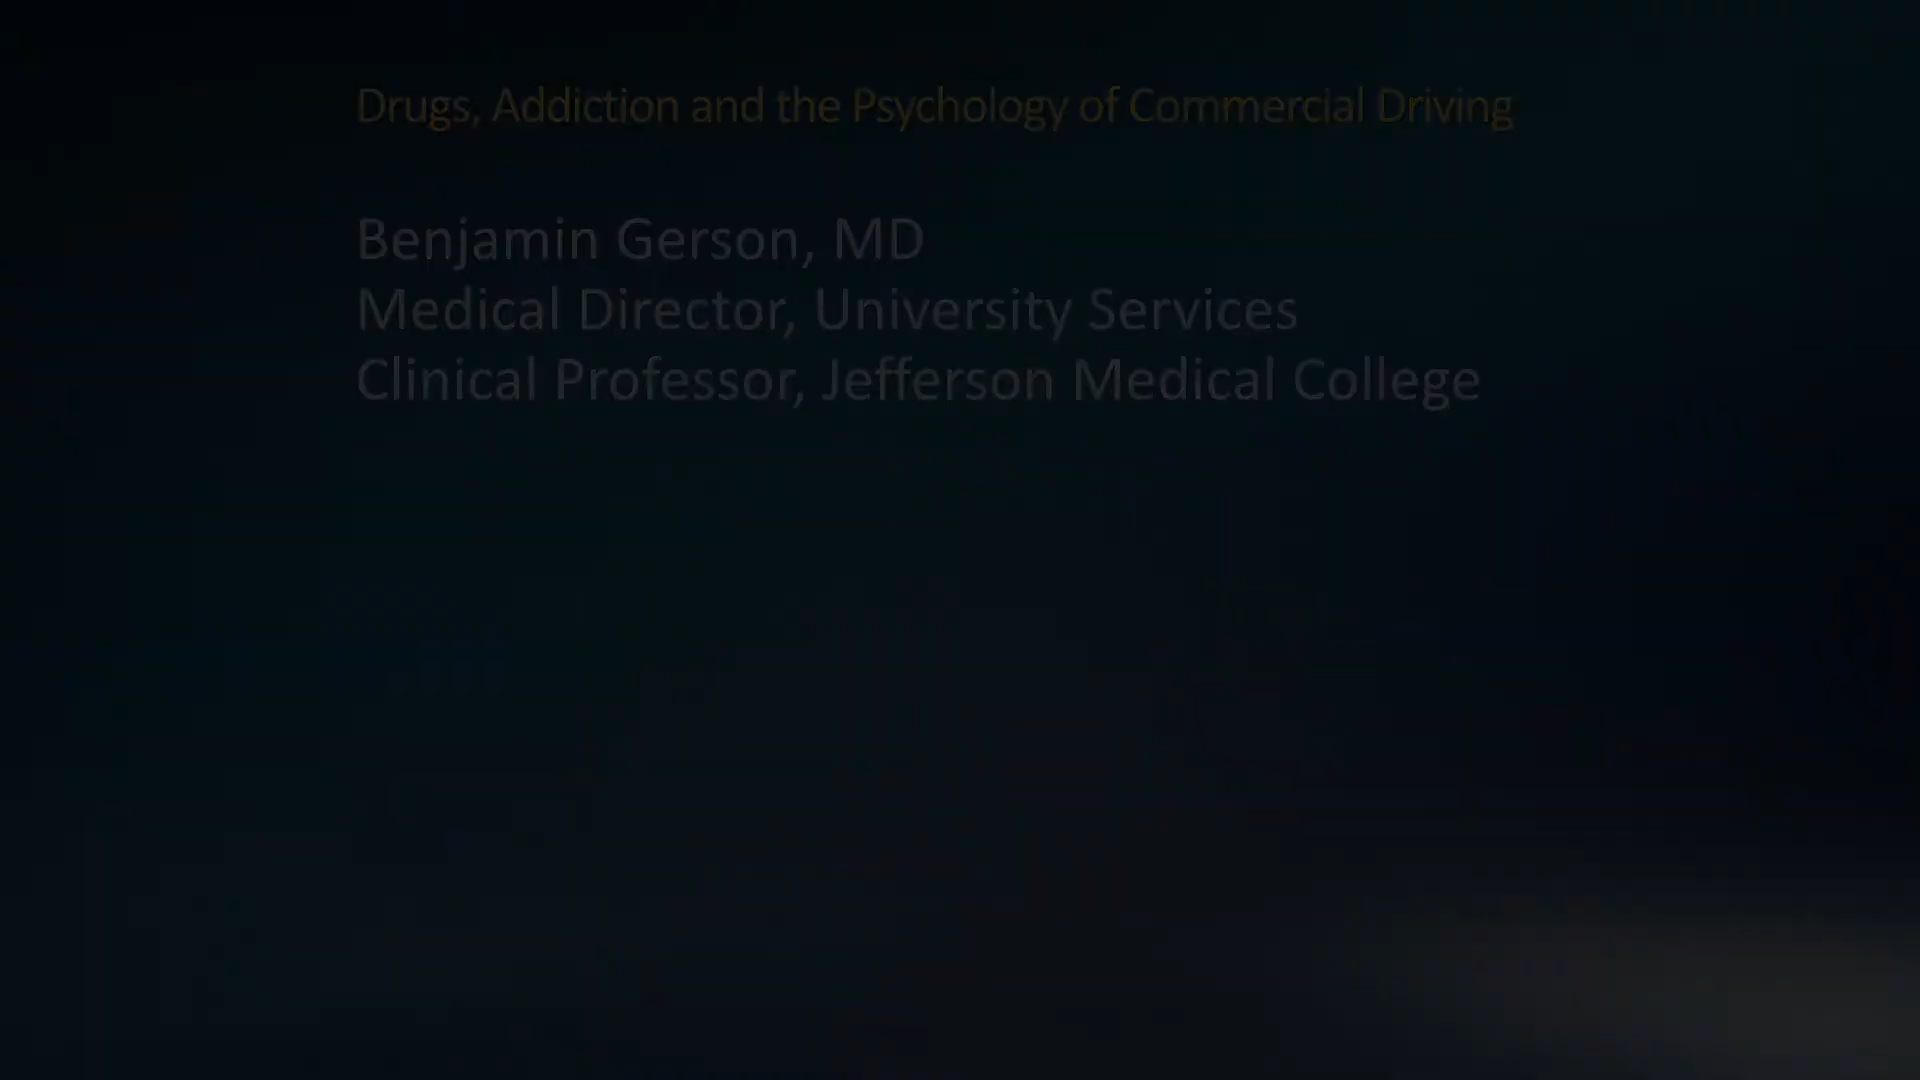 Drugs, Addiction and the Psychology of Commercial Driving
Benjamin Gerson, MD
Medical Director, University Services
Clinical Professor, Jefferson Medical College